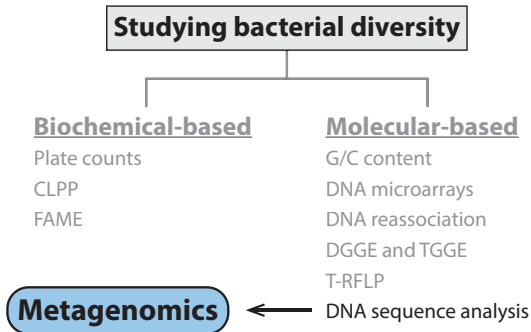 Studying bacterial diversity
Biochemical-based
Plate counts
CLPP
FAME
Molecular-based
G/C content
DNA microarrays
DNA reassociation
DGGE and TGGE
T-RFLP
DNA sequence analysis
Metagenomics